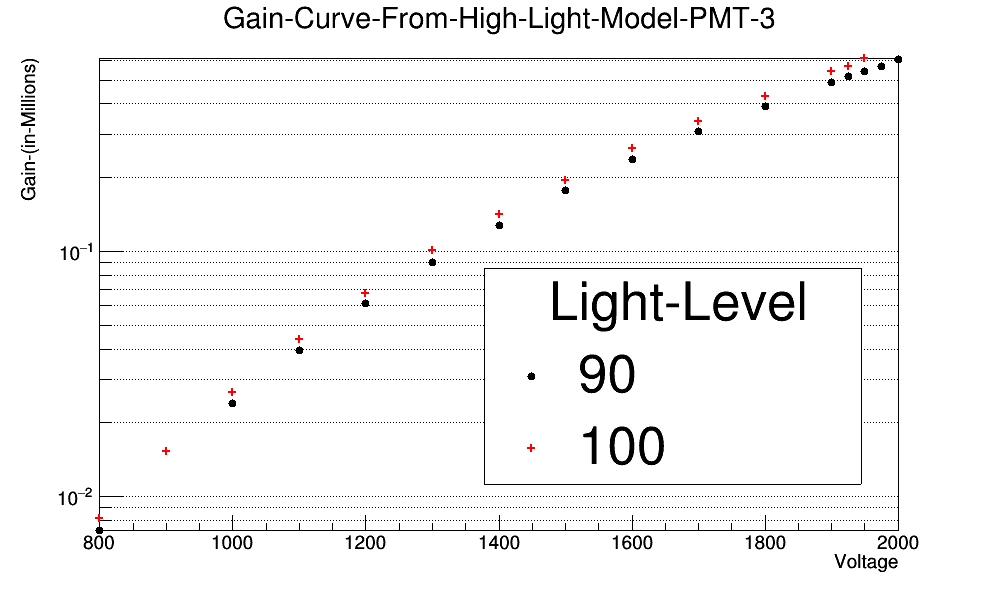 Gain-Curve-From-High-Light-Model-PMT-3
Gain-(in-Millions)
10⁻¹
10⁻²
Light-Level
90
100
800 1000 1200 1400 1600 1800 2000
Voltage